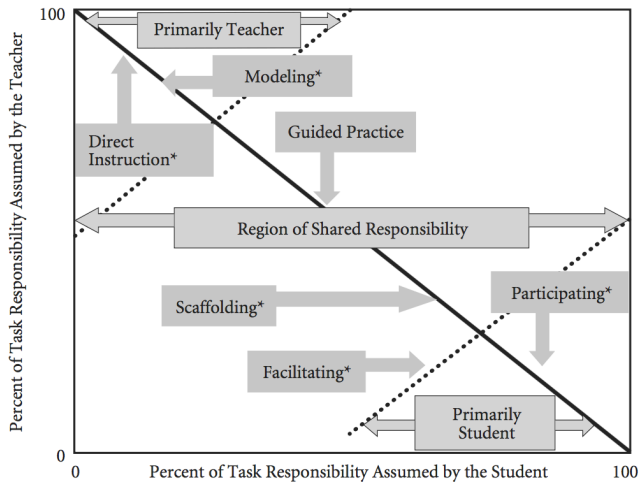 Percent of Task Responsibility Assumed by the Teacher
100
Primarily Teacher
Modeling*
Direct
Instruction*
Guided Practice
Region of Shared Responsibility
Scaffolding*
Participating*
Facilitating*
Primarily
Student
0
0
Percent of Task Responsibility Assumed by the Student
100